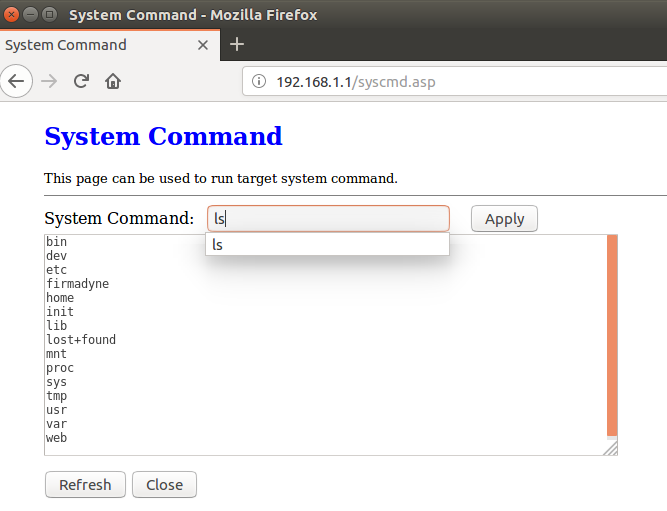 System Command - Mozilla Firefox
System Command
192.168.1.1/syscmd.asp
System Command
This page can be used to run target system command.
System Command: ls Apply
ls
bin
dev
etc
firmadyne
home
init
lib
lost+found
mnt
proc
sys
tmp
usr
var
web
Refresh Close